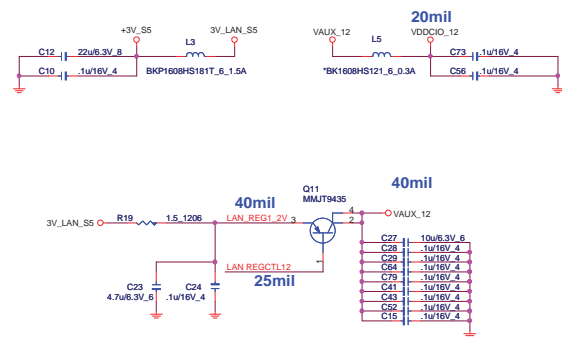 20mil
+3V_S5
3V_LAN_S5
VAUX_12
VDDCIO_12
L3
L5
C12
22u/6.3V_8
C73
.1u/16V_4
C10
.1u/16V_4
BKP1608HS181T_6_1.5A
*BK1608HS121_6_0.3A
C56
.1u/16V_4
40mil
Q11
MMJT9435
40mil
3V_LAN_S5
R19
1.5_1206
LAN_REG1_2V
3
4
2
VAUX_12
1
LAN REGCTL12
25mil
C23
4.7u/6.3V_6
C24
.1u/16V_4
C27
10u/6.3V_6
C28
.1u/16V_4
C29
.1u/16V_4
C64
.1u/16V_4
C79
.1u/16V_4
C41
.1u/16V_4
C43
.1u/16V_4
C52
.1u/16V_4
C15
.1u/16V_4